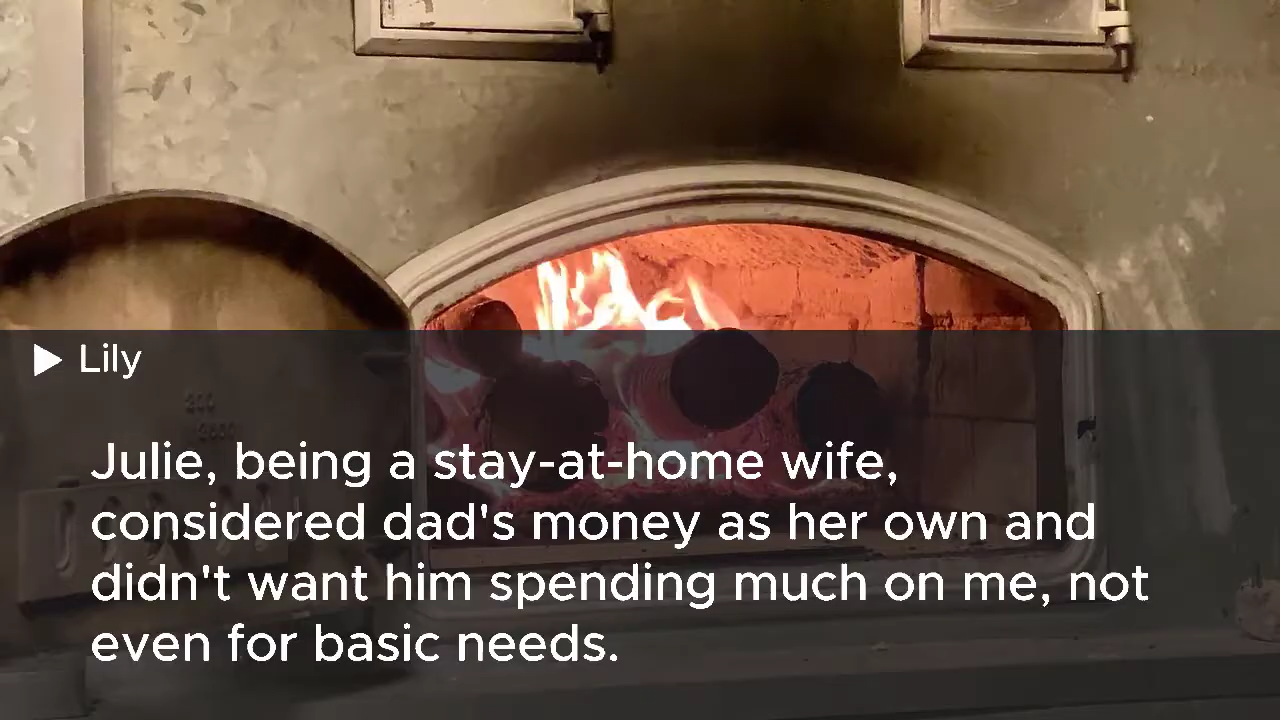 Lily
Julie, being a stay-at-home wife,
considered dad's money as her own and
didn't want him spending much on me, not
even for basic needs.